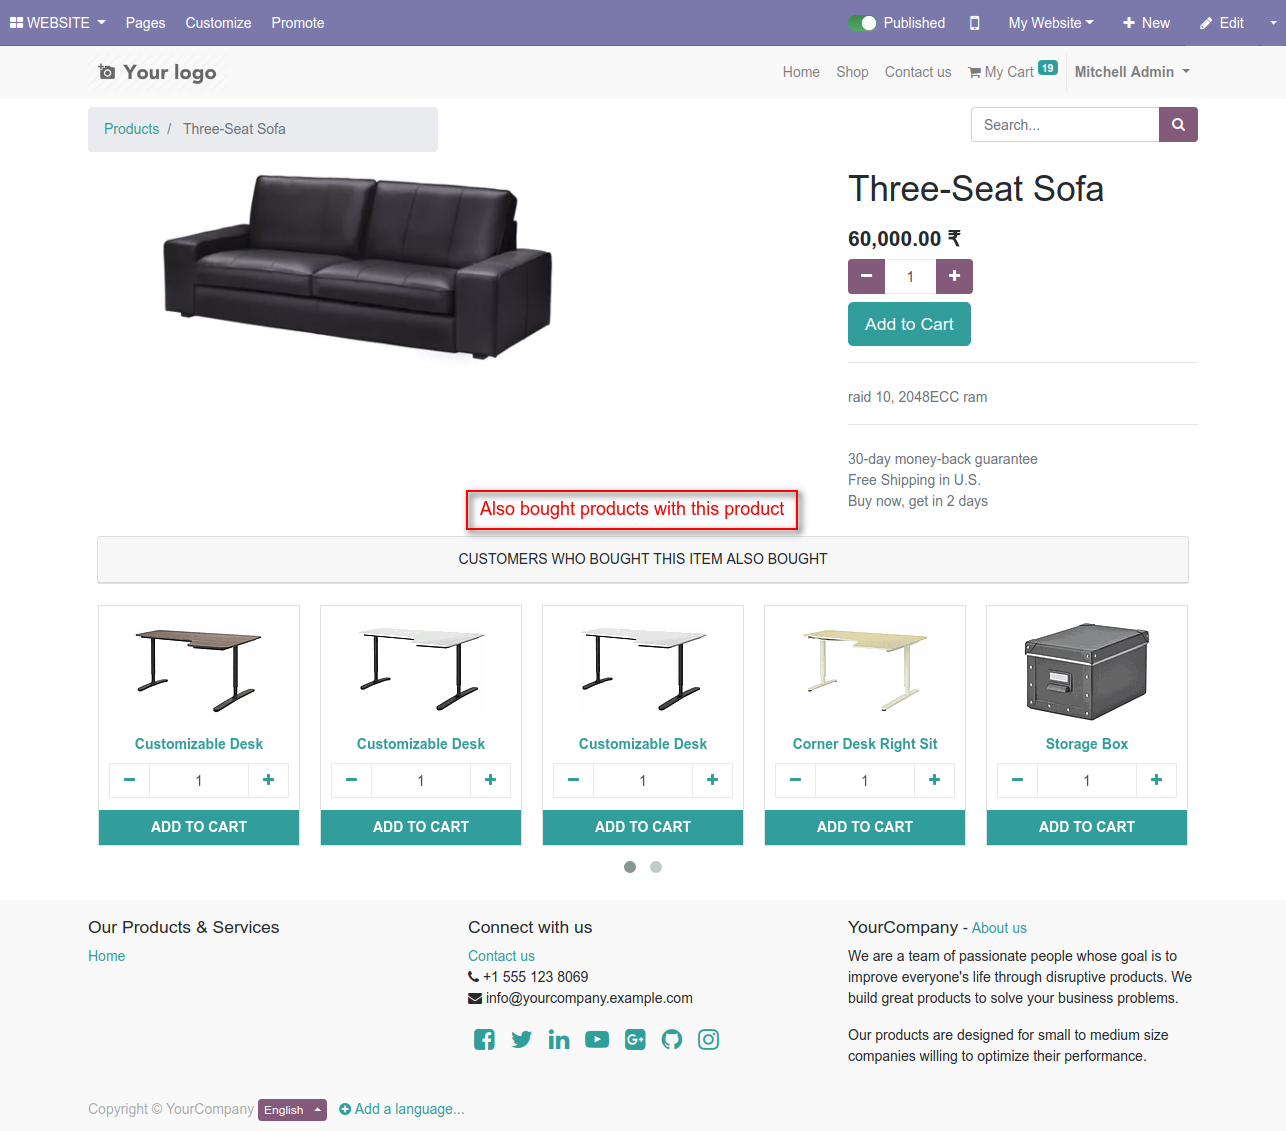 WEBSITE Pages Customize Promote Published My Website New Edit
Your logo Home Shop Contact us My Cart 19 Mitchell Admin
Products / Three-Seat Sofa
Search...
Three-Seat Sofa
60,000.00 ₹
1
Add to Cart
raid 10, 2048ECC ram
30-day money-back guarantee
Free Shipping in U.S.
Buy now, get in 2 days
Also bought products with this product
CUSTOMERS WHO BOUGHT THIS ITEM ALSO BOUGHT
Customizable Desk Customizable Desk Customizable Desk Corner Desk Right Sit Storage Box
1 1 1 1 1
ADD TO CART ADD TO CART ADD TO CART ADD TO CART ADD TO CART
Our Products & Services
Home
Connect with us
Contact us
+1 555 123 8069
info@yourcompany.example.com
YourCompany - About us
We are a team of passionate people whose goal is to
improve everyone's life through disruptive products. We
build great products to solve your business problems.
Our products are designed for small to medium size
companies willing to optimize their performance.
Copyright © YourCompany English Add a language...